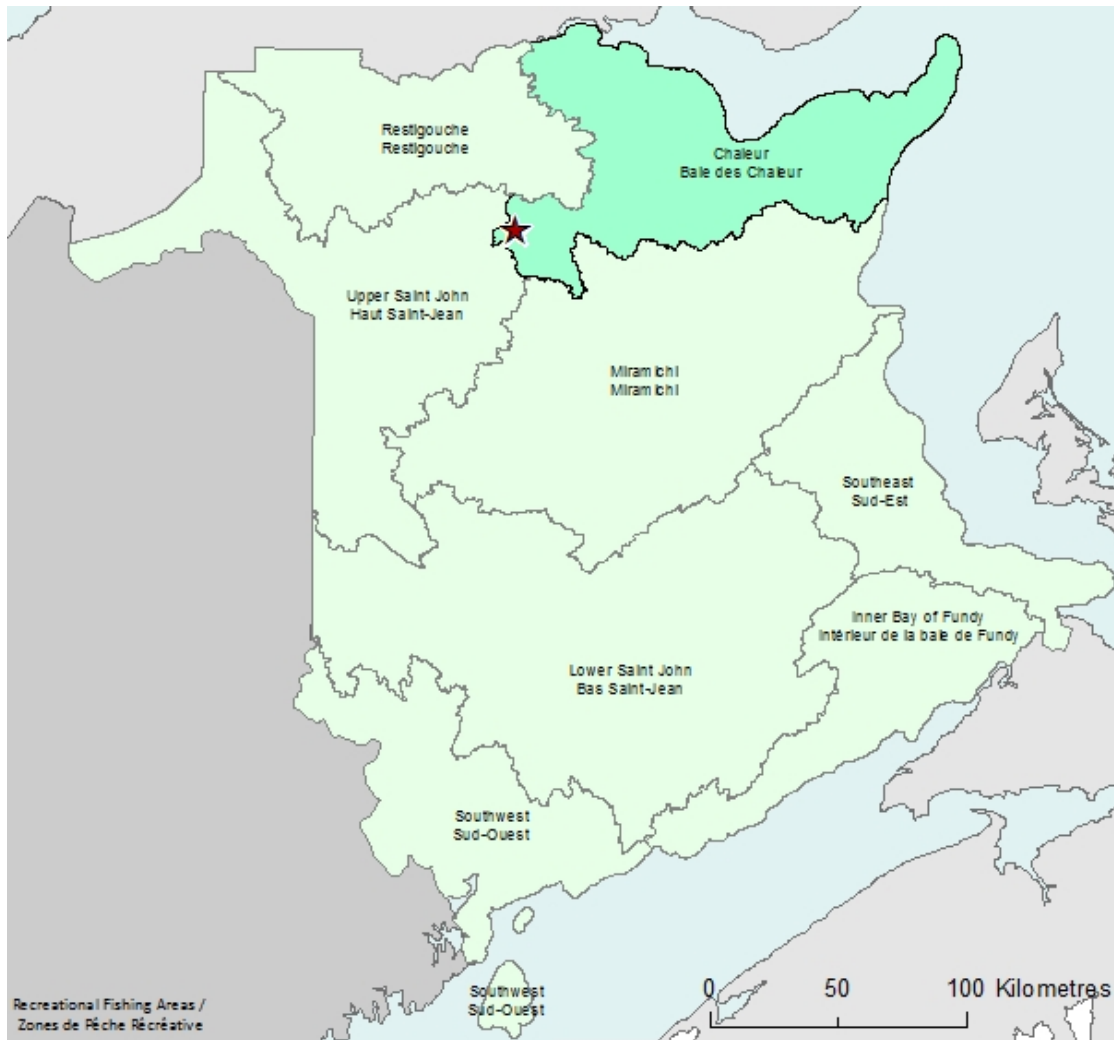 Restigouche
Restigouche
Chaleur
Baie des Chaleur
Upper Saint John
Haut Saint-Jean
Miramichi
Miramichi
Southeast
Sud-Est
Inner Bay of Fundy
Intérieur de la baie de Fundy
Lower Saint John
Bas Saint-Jean
Southwest
Sud-Ouest
Southwest
Sud-Ouest
0 50 100 Kilometres
Recreational Fishing Areas /
Zones de Pêche Récréative